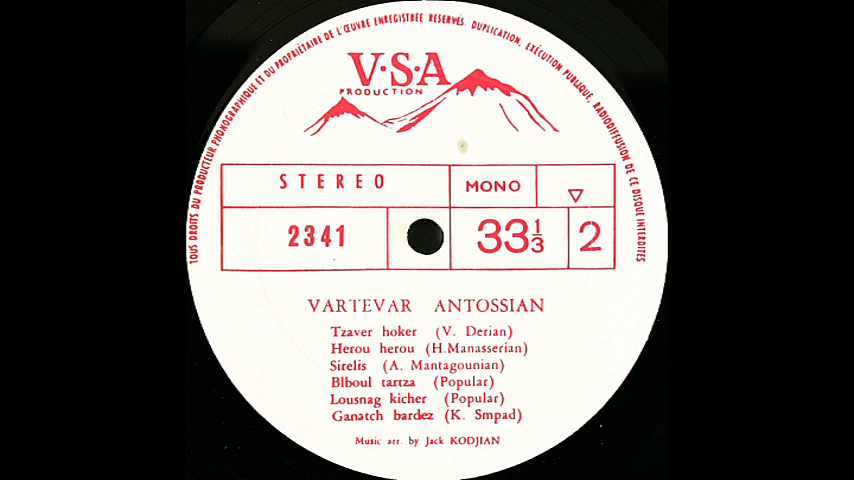 TOUS DROITS DU PRODUCTEUR PHONOGRAPHIQUE ET DU PROPRIÉTAIRE DE L'ŒUVRE ENREGISTRÉE RESERVÉS. DUPLICATION, EXÉCUTION PUBLIQUE, RADIODIFFUSION DE CE DISQUE INTERDITES
V·S·A
PRODUCTION
STEREO
MONO
2341
33 1/3
2
VARTEVAR ANTOSSIAN
Tzaver hoker (V. Derian)
Herou herou (H.Manasserian)
Sirelis (A. Mantagounian)
Blboul tartza (Popular)
Lousnag kicher (Popular)
Ganatch bardez (K. Smpad)
Music arr. by Jack KODJIAN